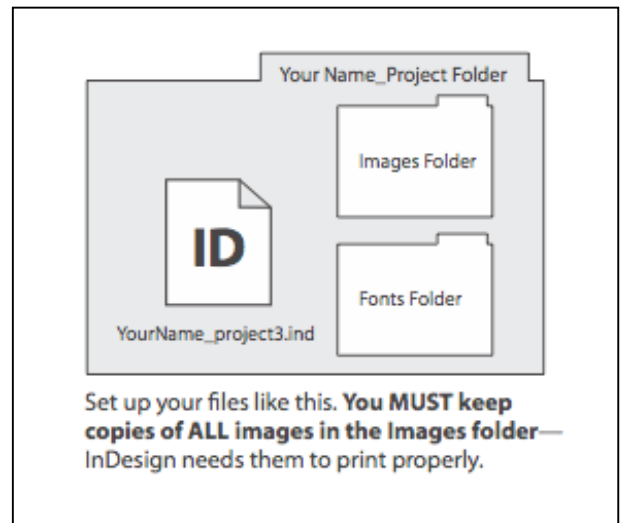 Your Name_Project Folder
Images Folder
ID
Fonts Folder
YourName_project3.ind
Set up your files like this. You MUST keep
copies of ALL images in the Images folder—
InDesign needs them to print properly.